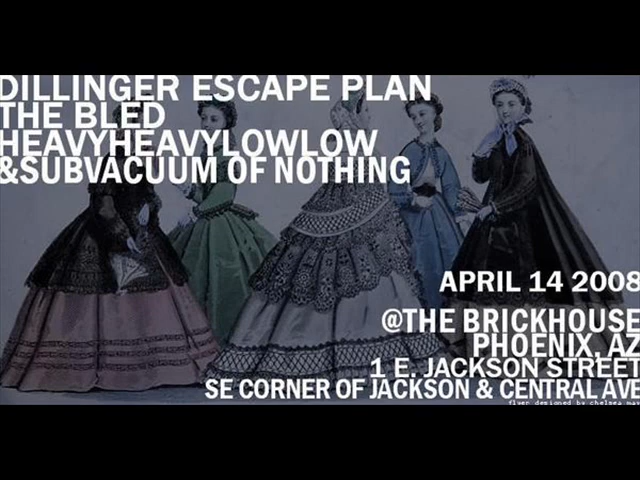 DILLINGER ESCAPE PLAN
THE BLED
HEAVYHEAVYLOWLOW
&SUBVACUUM OF NOTHING
APRIL 14 2008
@THE BRICKHOUSE
PHOENIX, AZ
1 E. JACKSON STREET
SE CORNER OF JACKSON & CENTRAL AVE
flyer designed by chelsea may